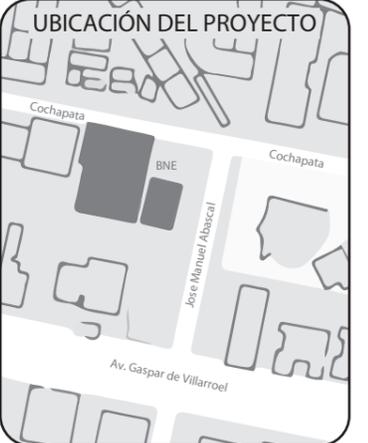 UBICACIÓN DEL PROYECTO
Cochapata
BNE
Cochapata
Jose Manuel Abascal
Av. Gaspar de Villarroel